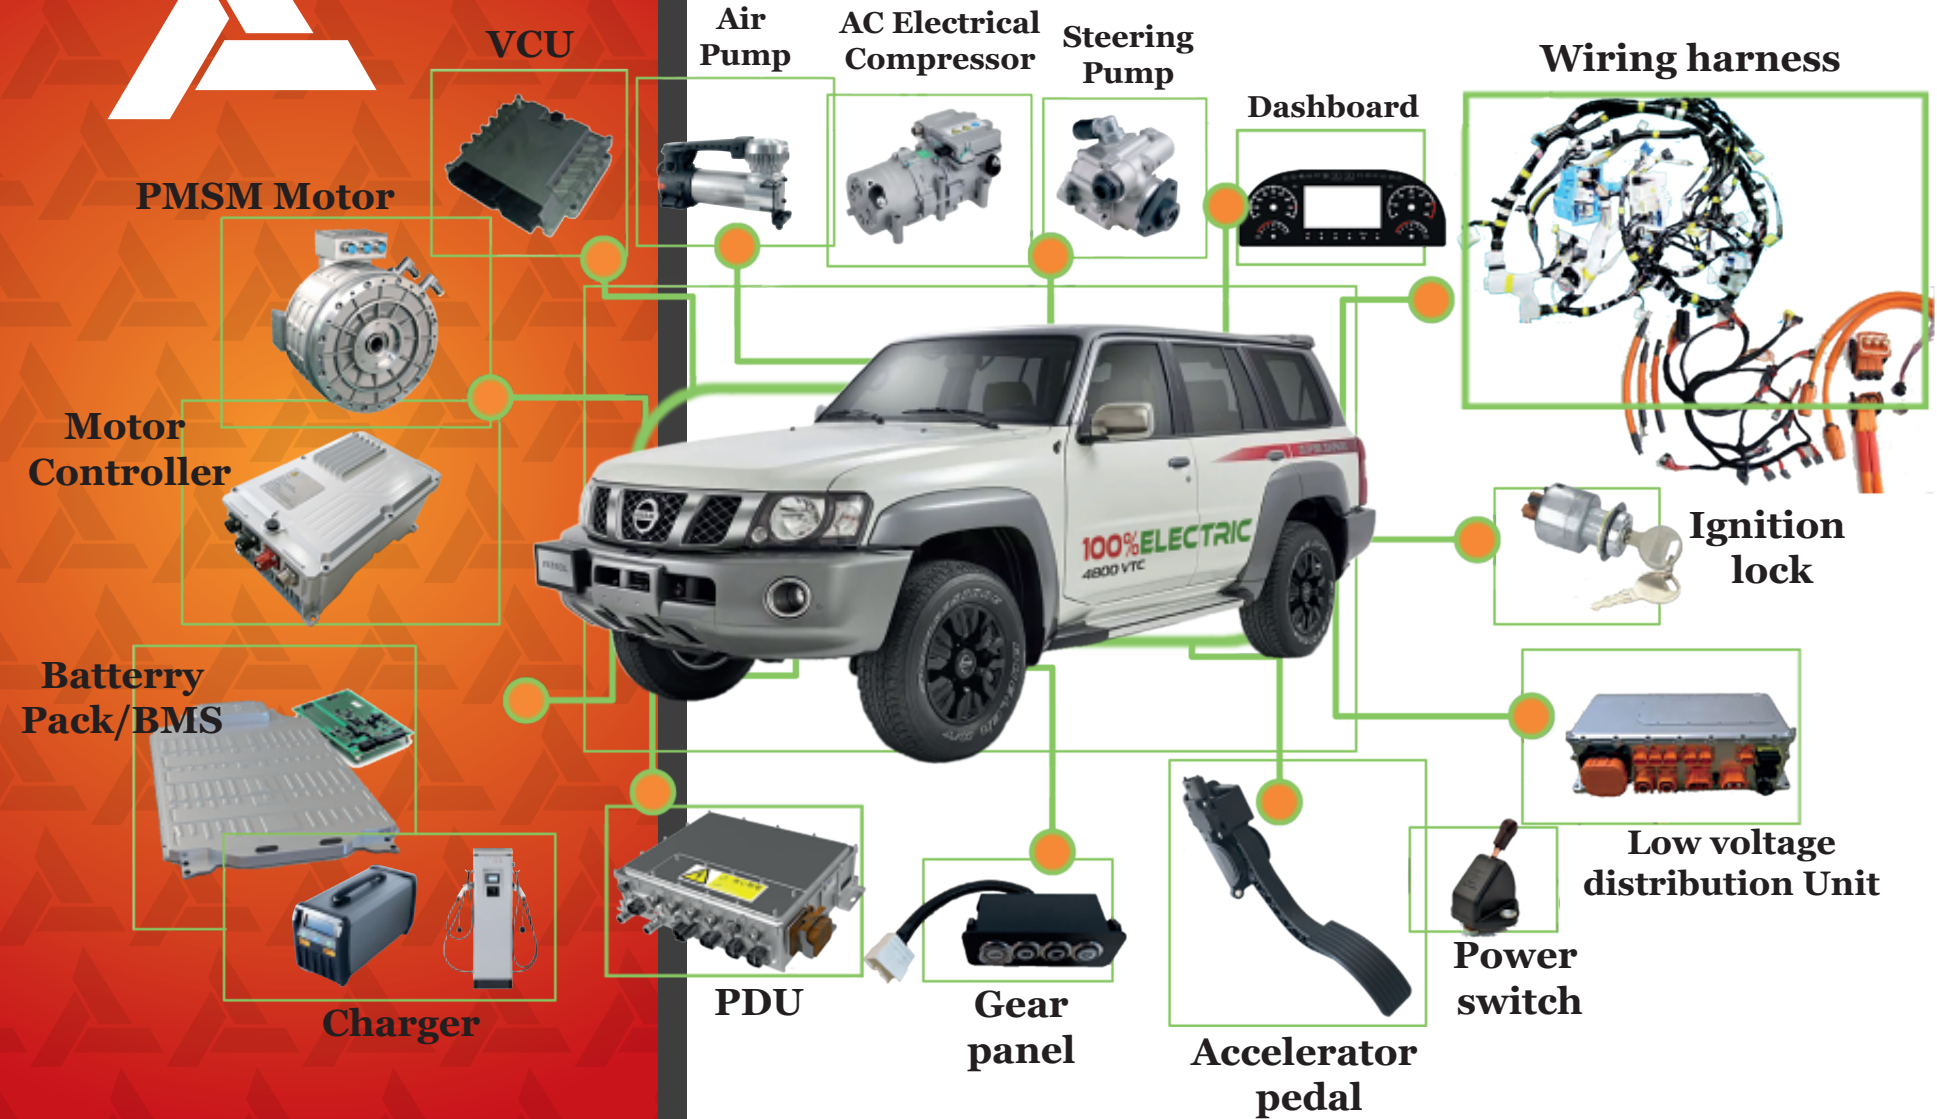 VCU
Air
Pump
AC Electrical
Compressor
Steering
Pump
Dashboard
Wiring harness
PMSM Motor
Motor
Controller
Batterry
Pack/BMS
Charger
100%ELECTRIC
4800 VTC
Ignition
lock
Low voltage
distribution Unit
PDU
Gear
panel
Accelerator
pedal
Power
switch